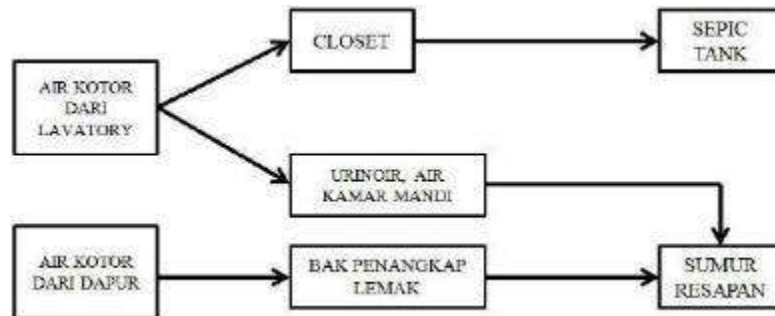 CLOSET
SEPIC
TANK
AIR KOTOR
DARI
LAVATORY
URINOIR, AIR
KAMAR MANDI
AIR KOTOR
DARI DAPUR
BAK PENANGKAP
LEMAK
SUMUR
RESAPAN